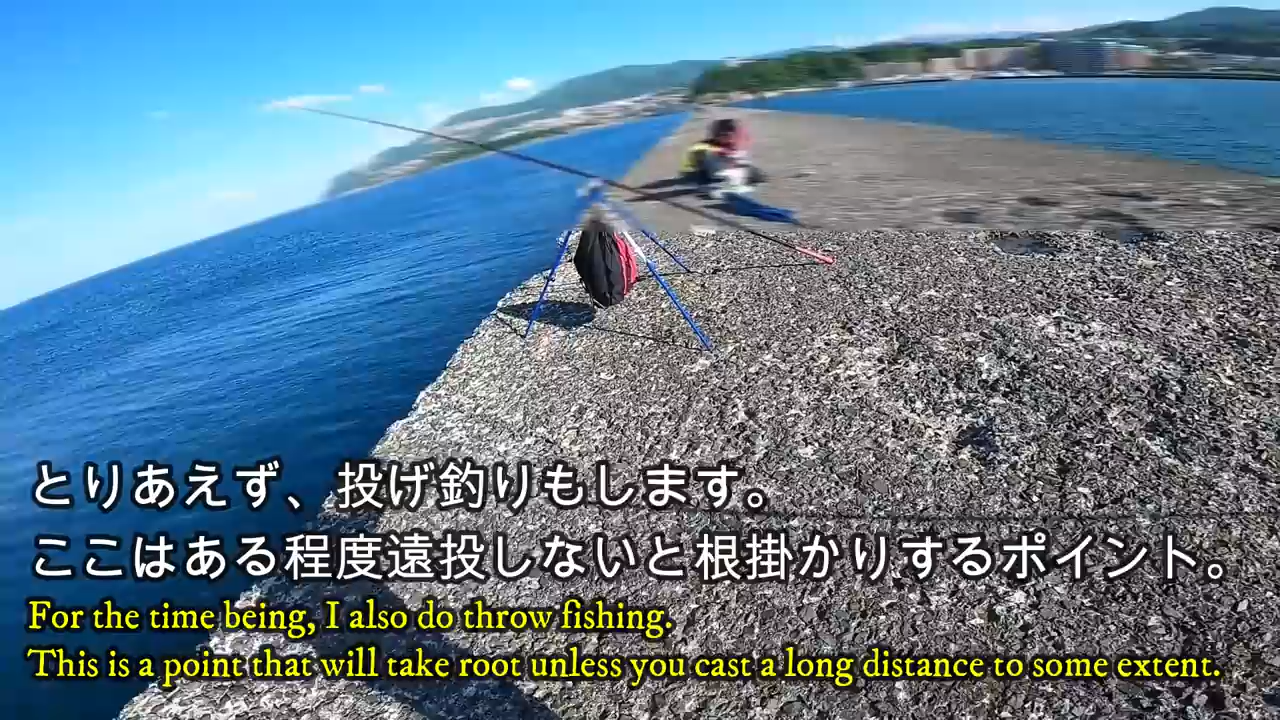 とりあえず、投げ釣りもします。
ここはある程度遠投しないと根掛かりするポイント。
For the time being, I also do throw fishing.
This is a point that will take root unless you cast a long distance to some extent.